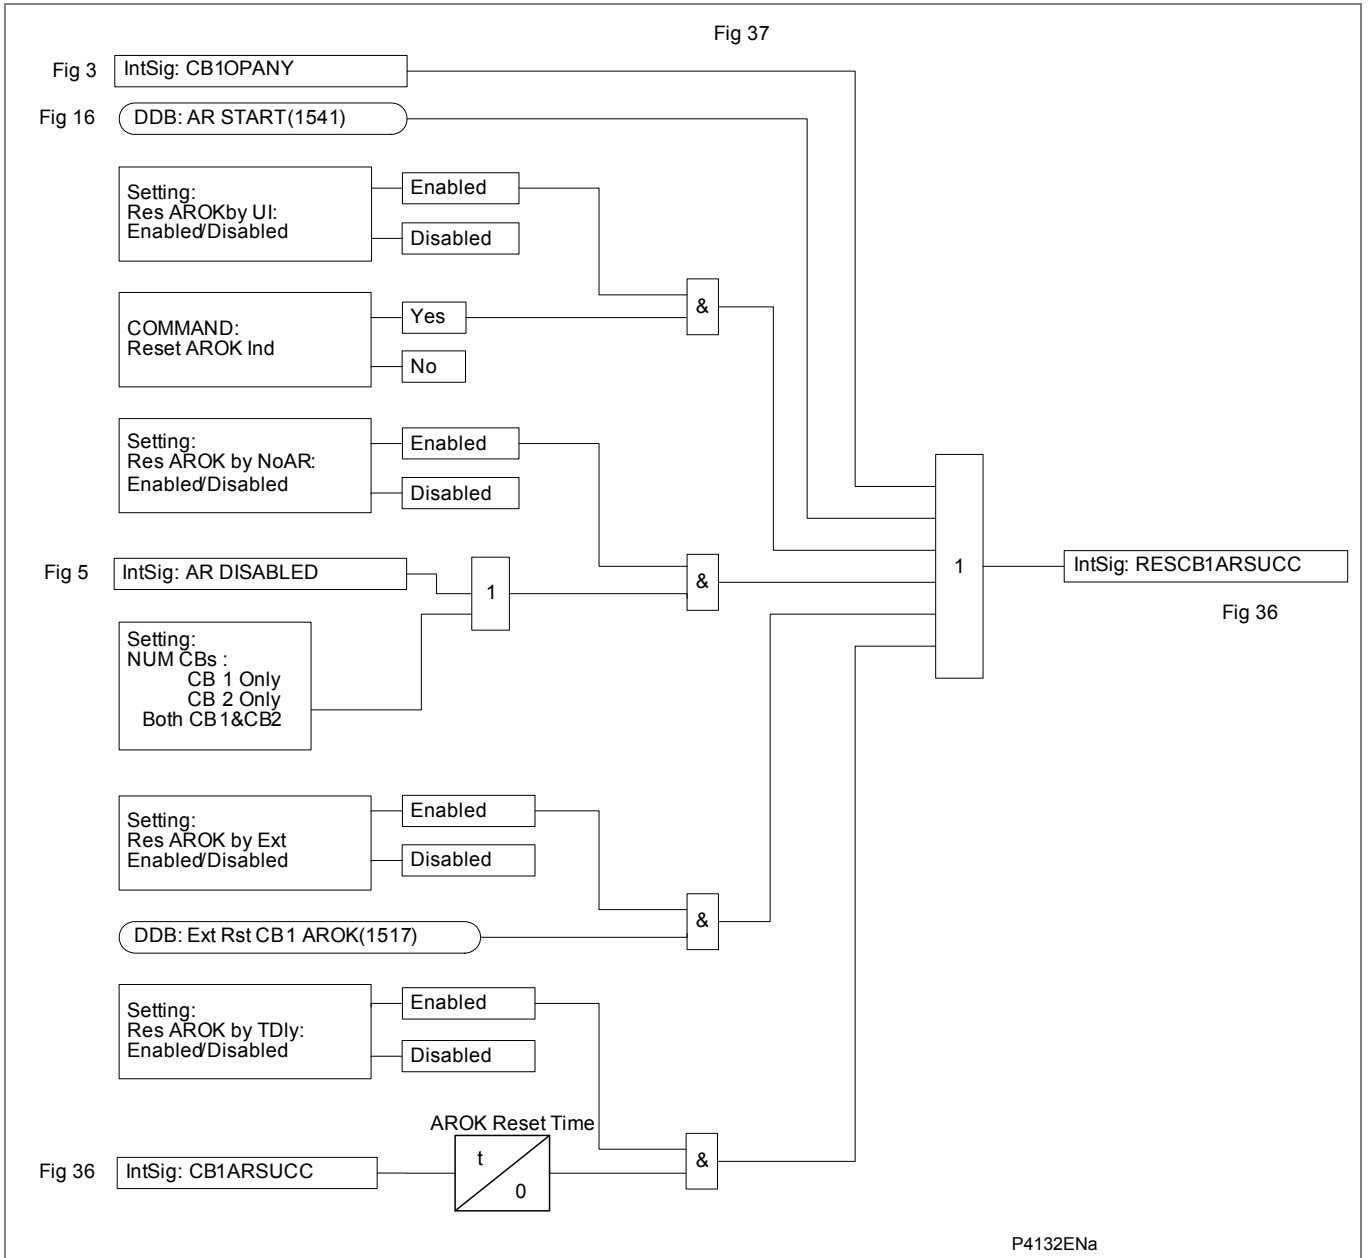 Fig 37
Fig 3
IntSig: CB1OPANY
Fig 16
DDB: AR START(1541)
Setting:
Res AROKby UI:
Enabled/Disabled
Enabled
Disabled
&
COMMAND:
Reset AROK Ind
Yes
No
Setting:
Res AROK by NoAR:
Enabled/Disabled
Enabled
Disabled
&
Fig 5
IntSig: AR DISABLED
1
Setting:
NUM CBs :
CB 1 Only
CB 2 Only
Both CB1&CB2
1
IntSig: RESCB1ARSUCC
Fig 36
Setting:
Res AROK by Ext
Enabled/Disabled
Enabled
Disabled
&
DDB: Ext Rst CB1 AROK(1517)
Setting:
Res AROK by TDly:
Enabled/Disabled
Enabled
Disabled
AROK Reset Time
Fig 36
IntSig: CB1ARSUCC
t
0
&
P4132ENa